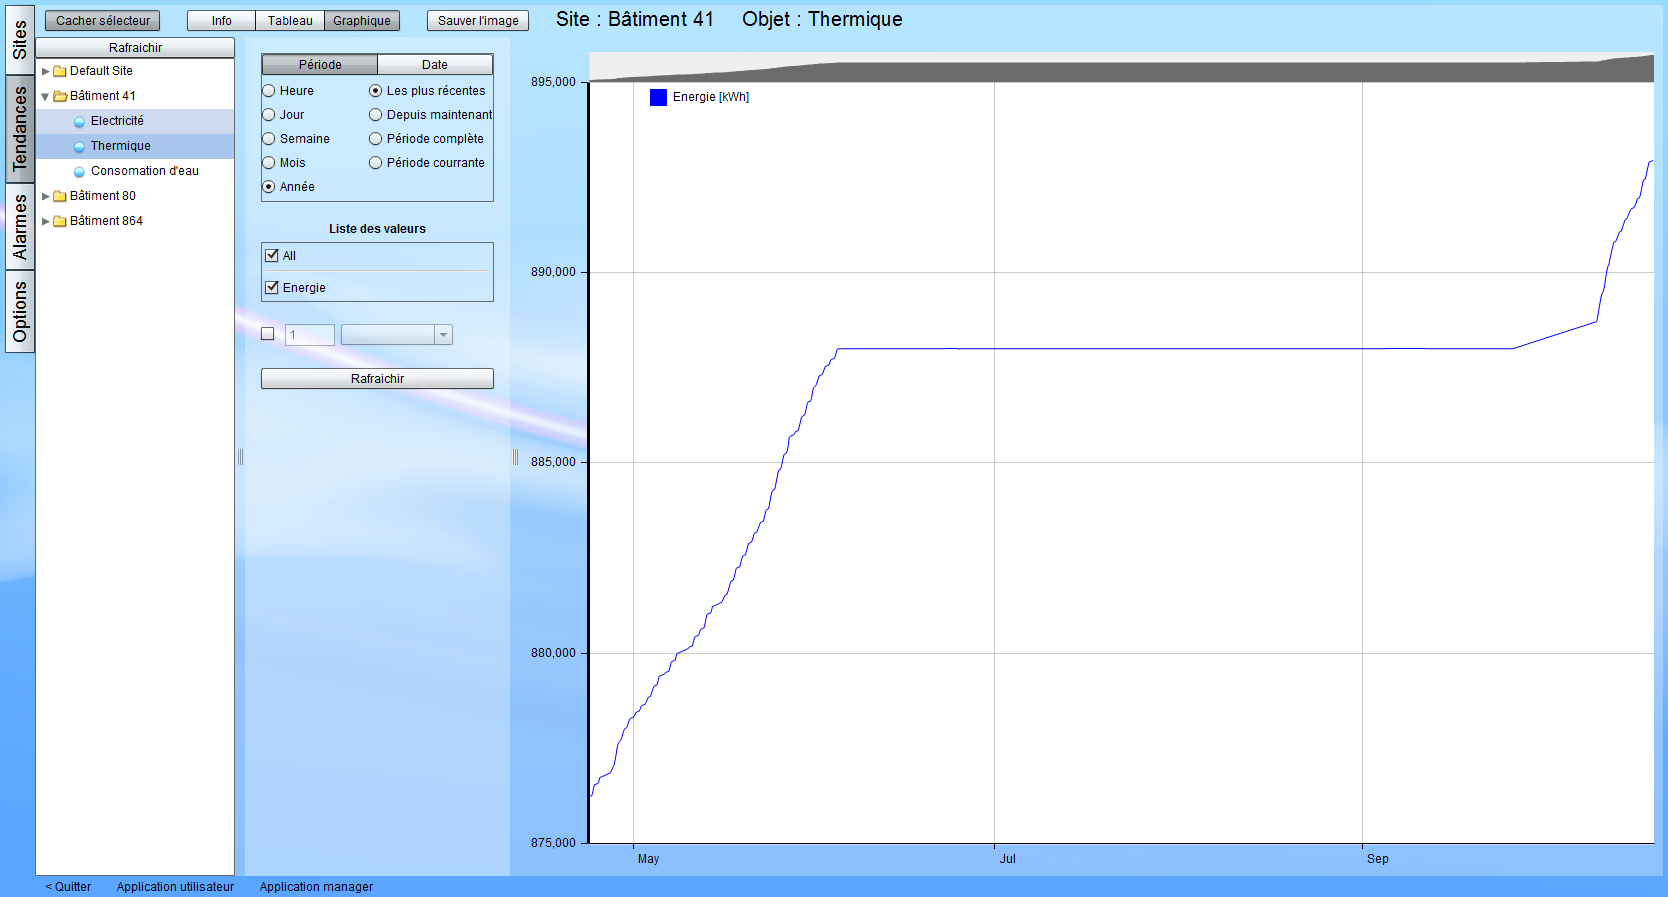 Cacher sélecteur
Info
Tableau
Graphique
Sauver l'image
Site : Bâtiment 41 Objet : Thermique
Sites
Tendances
Alarmes
Options
Rafraichir
Default Site
Bâtiment 41
Electricité
Thermique
Consomation d'eau
Bâtiment 80
Bâtiment 864
Période
Date
Heure
Les plus récentes
Jour
Depuis maintenant
Semaine
Période complète
Mois
Période courrante
Année
Liste des valeurs
All
Energie
1
Rafraichir
Energie [kWh]
895,000
890,000
885,000
880,000
875,000
May
Jul
Sep
< Quitter
Application utilisateur
Application manager